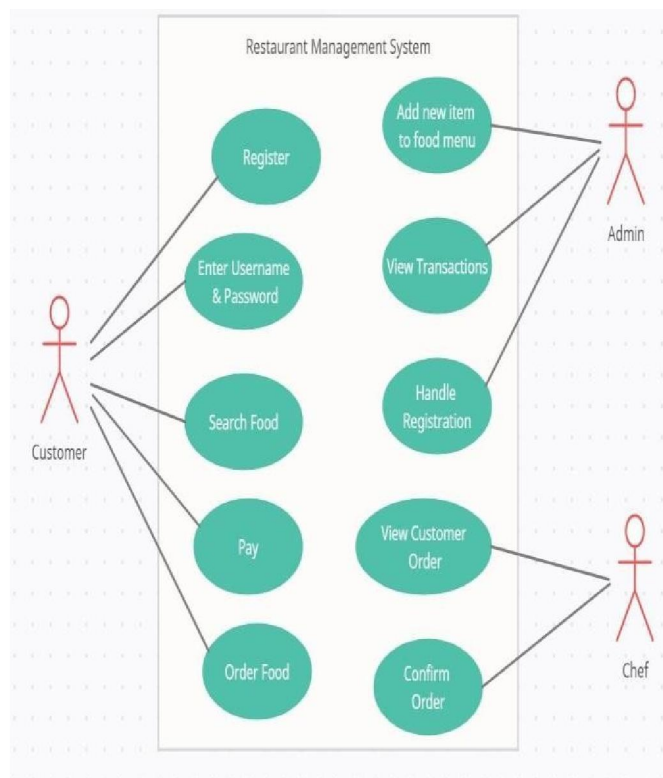 Restaurant Management System
Register
Enter Username
& Password
Search Food
Pay
Order Food
Add new item
to food menu
View Transactions
Handle
Registration
View Customer
Order
Confirm
Order
Customer
Admin
Chef